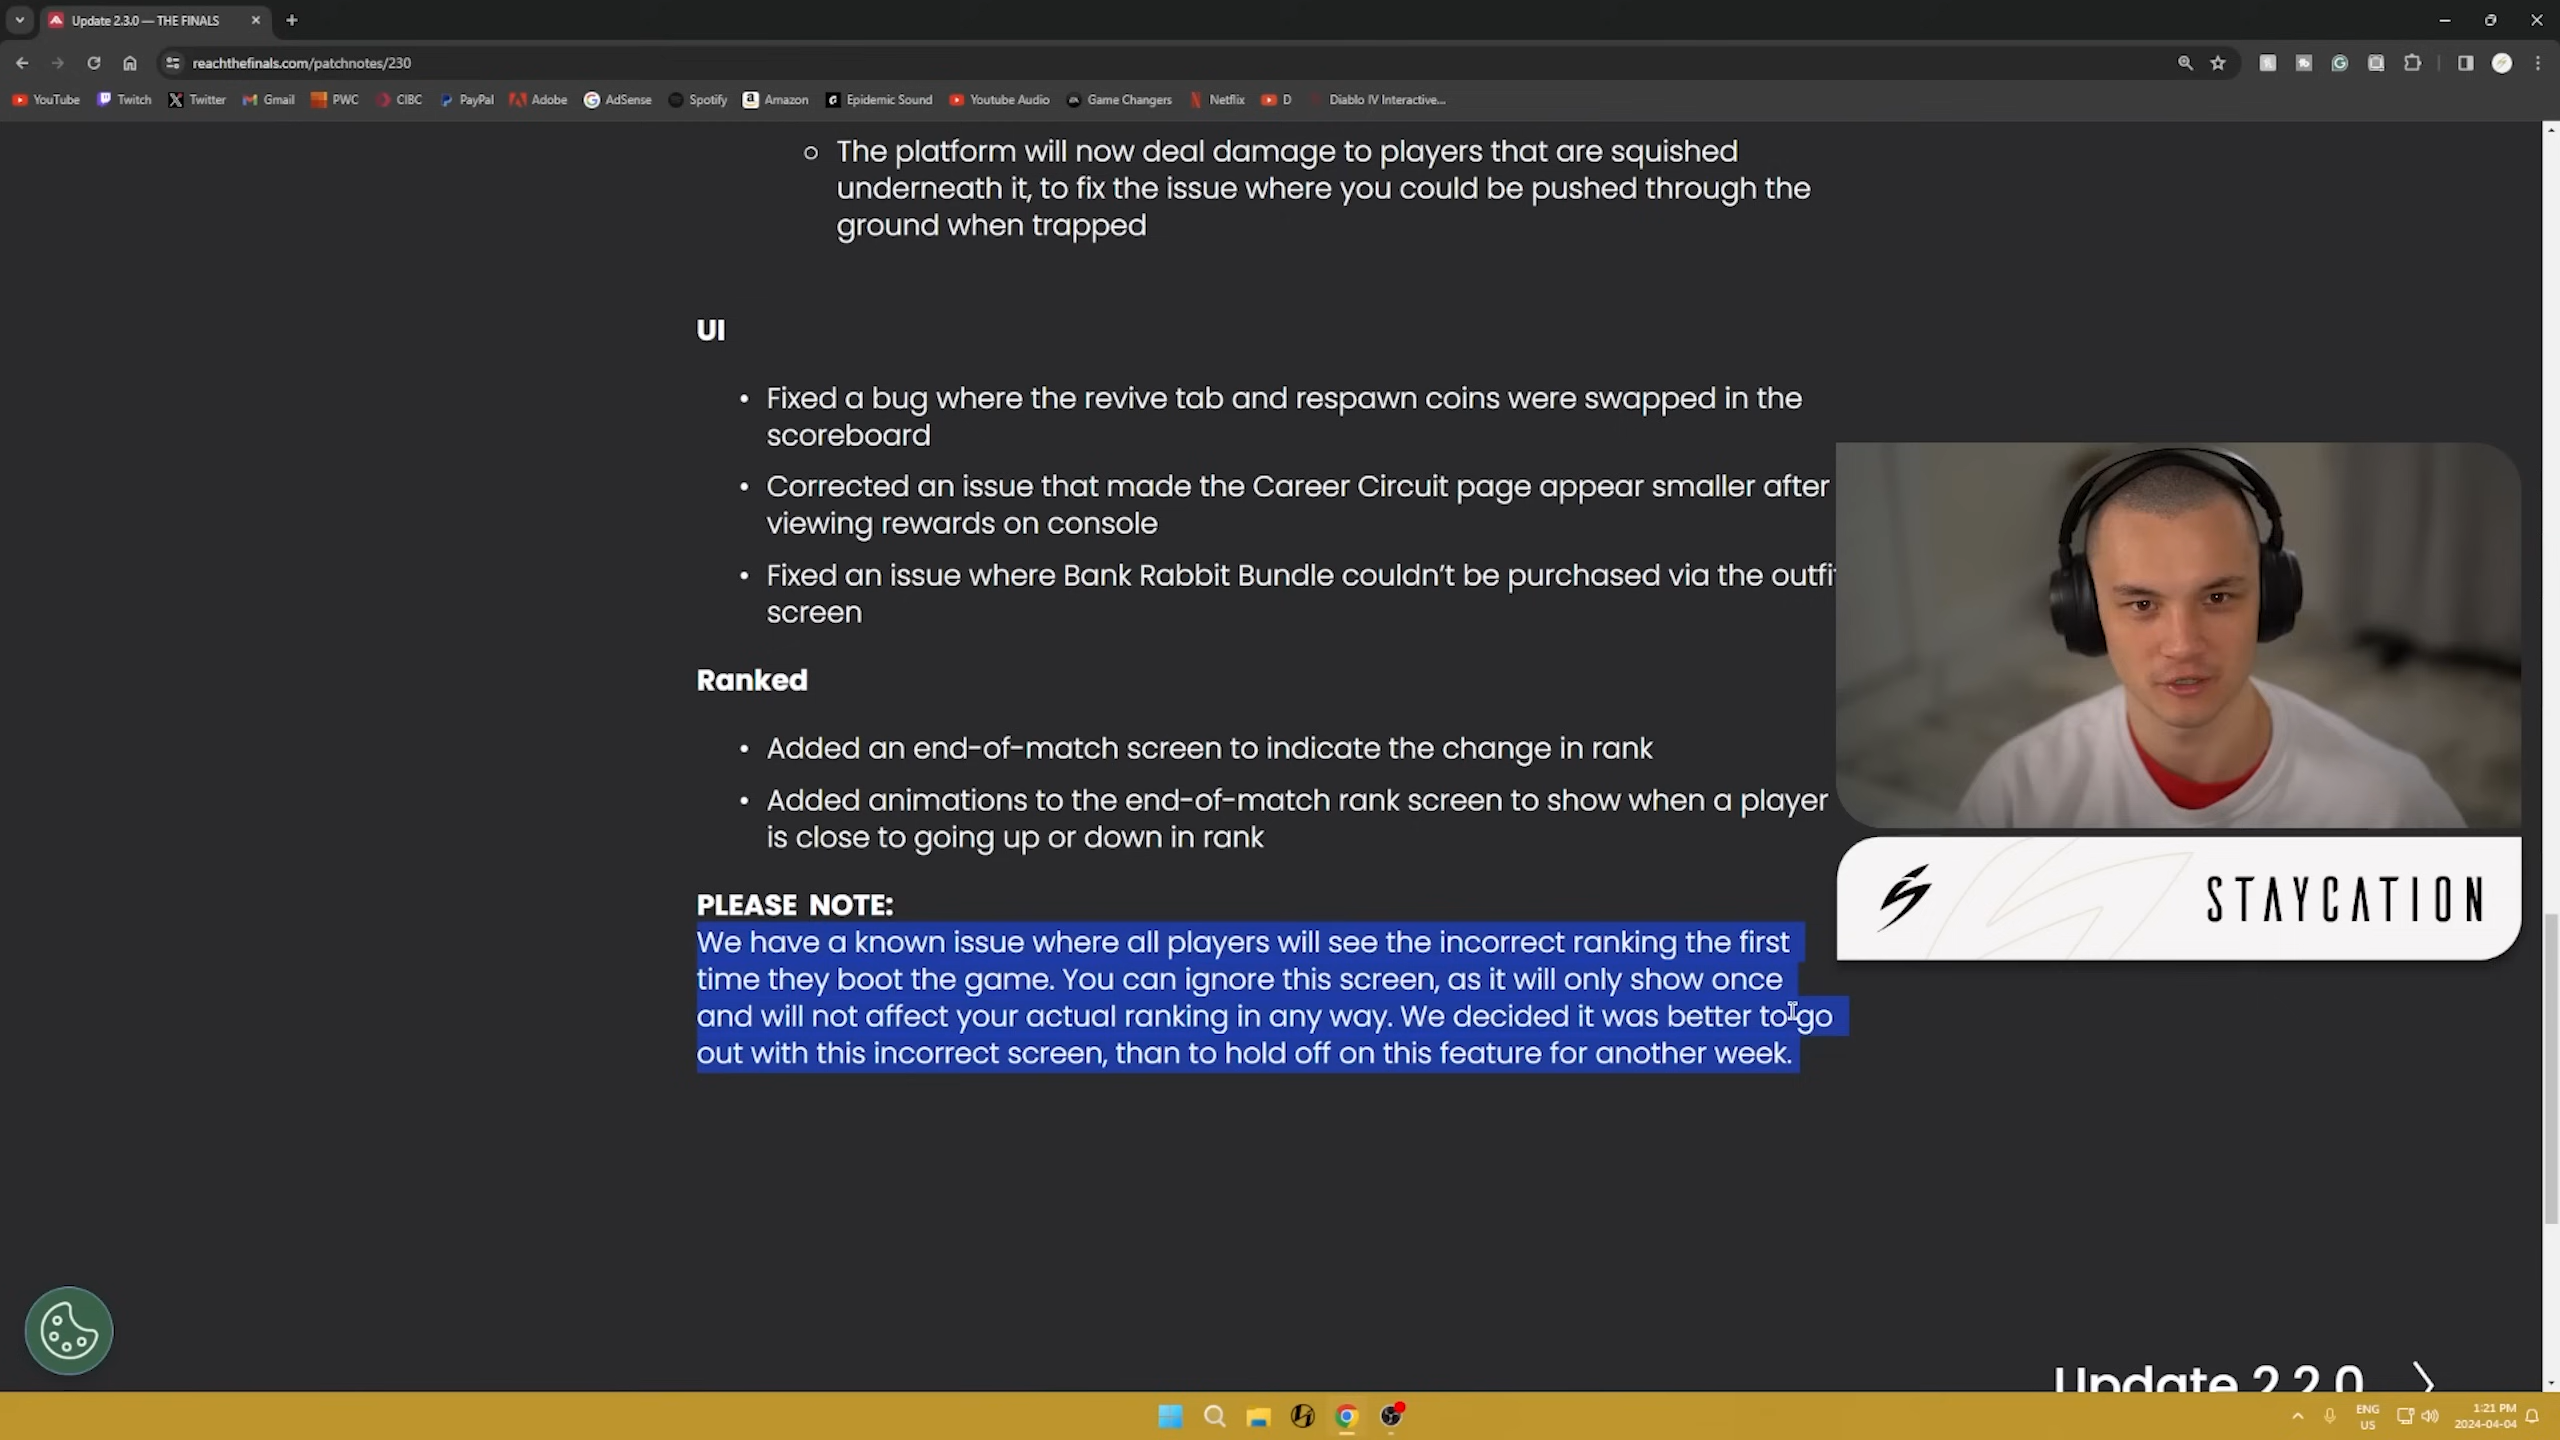 Update 2.3.0 — THE FINALS
reachthefinals.com/patchnotes/230
YouTube Twitch Twitter Gmail PWC CIBC PayPal Adobe AdSense Spotify Amazon Epidemic Sound Youtube Audio Game Changers Netflix D Diablo IV Interactive...
The platform will now deal damage to players that are squished
underneath it, to fix the issue where you could be pushed through the
ground when trapped
UI
Fixed a bug where the revive tab and respawn coins were swapped in the
scoreboard
Corrected an issue that made the Career Circuit page appear smaller after
viewing rewards on console
Fixed an issue where Bank Rabbit Bundle couldn't be purchased via the outfi
screen
Ranked
Added an end-of-match screen to indicate the change in rank
Added animations to the end-of-match rank screen to show when a player
is close to going up or down in rank
STAYCATION
PLEASE NOTE:
We have a known issue where all players will see the incorrect ranking the first
time they boot the game. You can ignore this screen, as it will only show once
and will not affect your actual ranking in any way. We decided it was better to go
out with this incorrect screen, than to hold off on this feature for another week.
Update 2.2.0
ENG
US
1:21 PM
2024-04-04